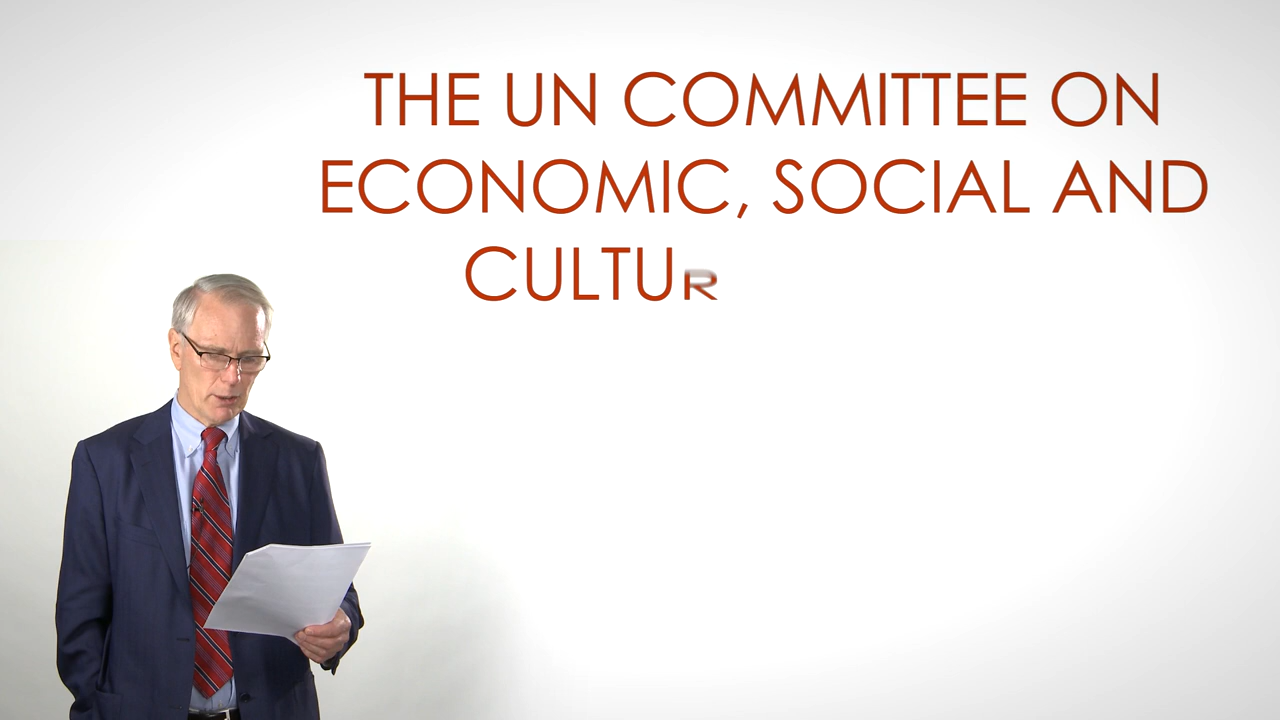 THE UN COMMITTEE ON
ECONOMIC, SOCIAL AND
CULTUR